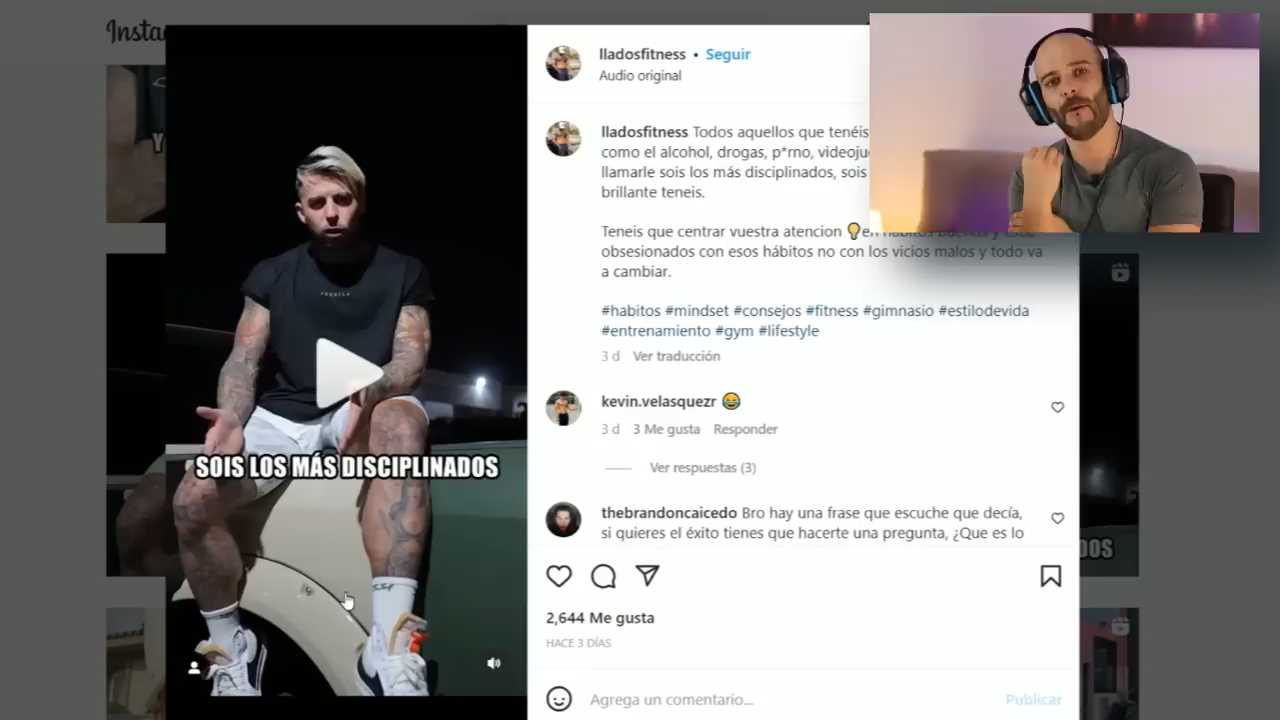 Insta
lladosfitness • Seguir
Audio original
lladosfitness Todos aquellos que tenéis
como el alcohol, drogas, p*rno, videoju
llamarle sois los más disciplinados, sois
brillante teneis.
Teneis que centrar vuestra atencion 💡en
obsesionados con esos hábitos no con los vicios malos y todo va
a cambiar.
#habitos #mindset #consejos #fitness #gimnasio #estilodevida
#entrenamiento #gym #lifestyle
3 d Ver traducción
kevin.velasquezr 😂
3 d 3 Me gusta Responder
Ver respuestas (3)
thebrandoncaicedo Bro hay una frase que escuche que decía,
si quieres el éxito tienes que hacerte una pregunta, ¿Que es lo
2,644 Me gusta
HACE 3 DÍAS
Agrega un comentario...
Publicar
SOIS LOS MÁS DISCIPLINADOS
Y
DOS